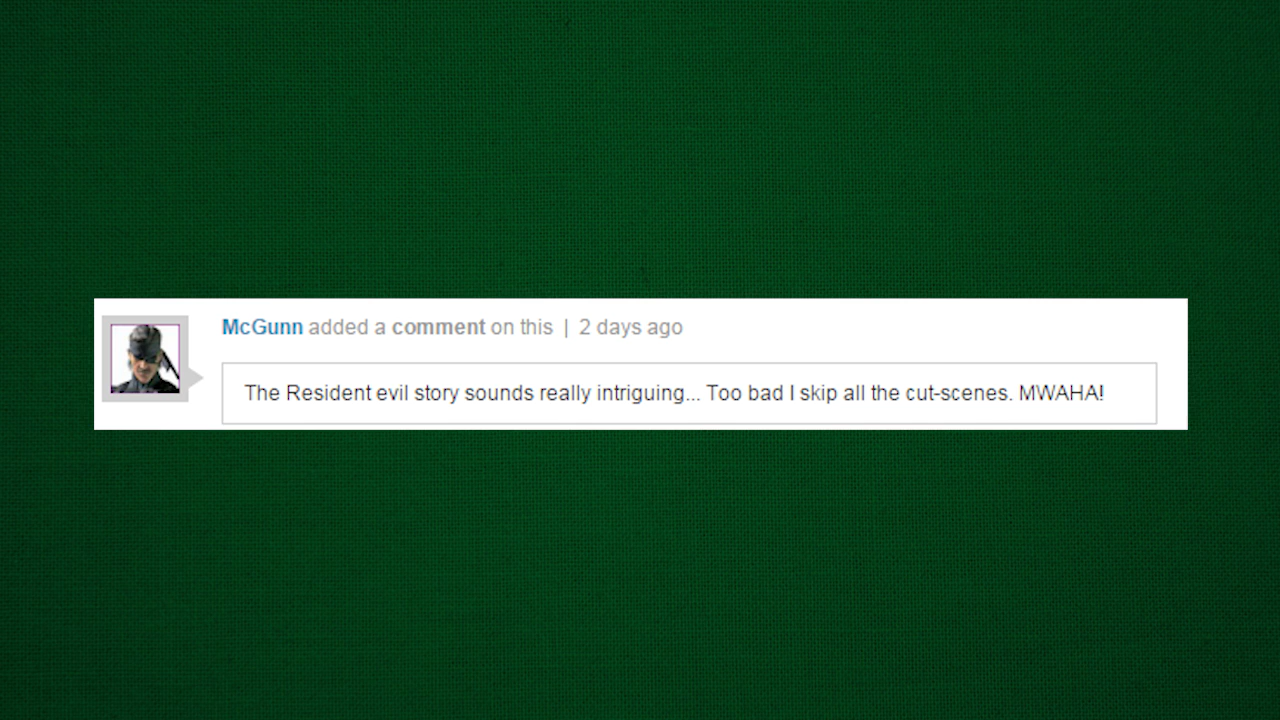 McGunn added a comment on this | 2 days ago
The Resident evil story sounds really intriguing... Too bad I skip all the cut-scenes. MWAHA!